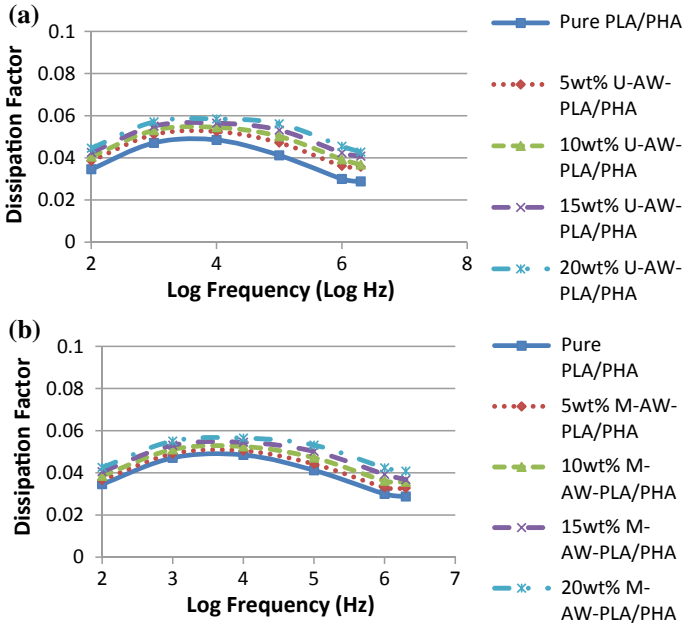 (a)
0.1
0.08
0.06
0.04
0.02
0
Dissipation Factor
2
4
6
8
Log Frequency (Log Hz)
Pure PLA/PHA
5wt% U-AW-
PLA/PHA
10wt% U-AW-
PLA/PHA
15wt% U-AW-
PLA/PHA
20wt% U-AW-
PLA/PHA
(b)
0.1
0.08
0.06
0.04
0.02
0
Dissipation Factor
2
3
4
5
6
7
Log Frequency (Hz)
Pure
PLA/PHA
5wt% M-AW-
PLA/PHA
10wt% M-
AW-PLA/PHA
15wt% M-
AW-PLA/PHA
20wt% M-
AW-PLA/PHA